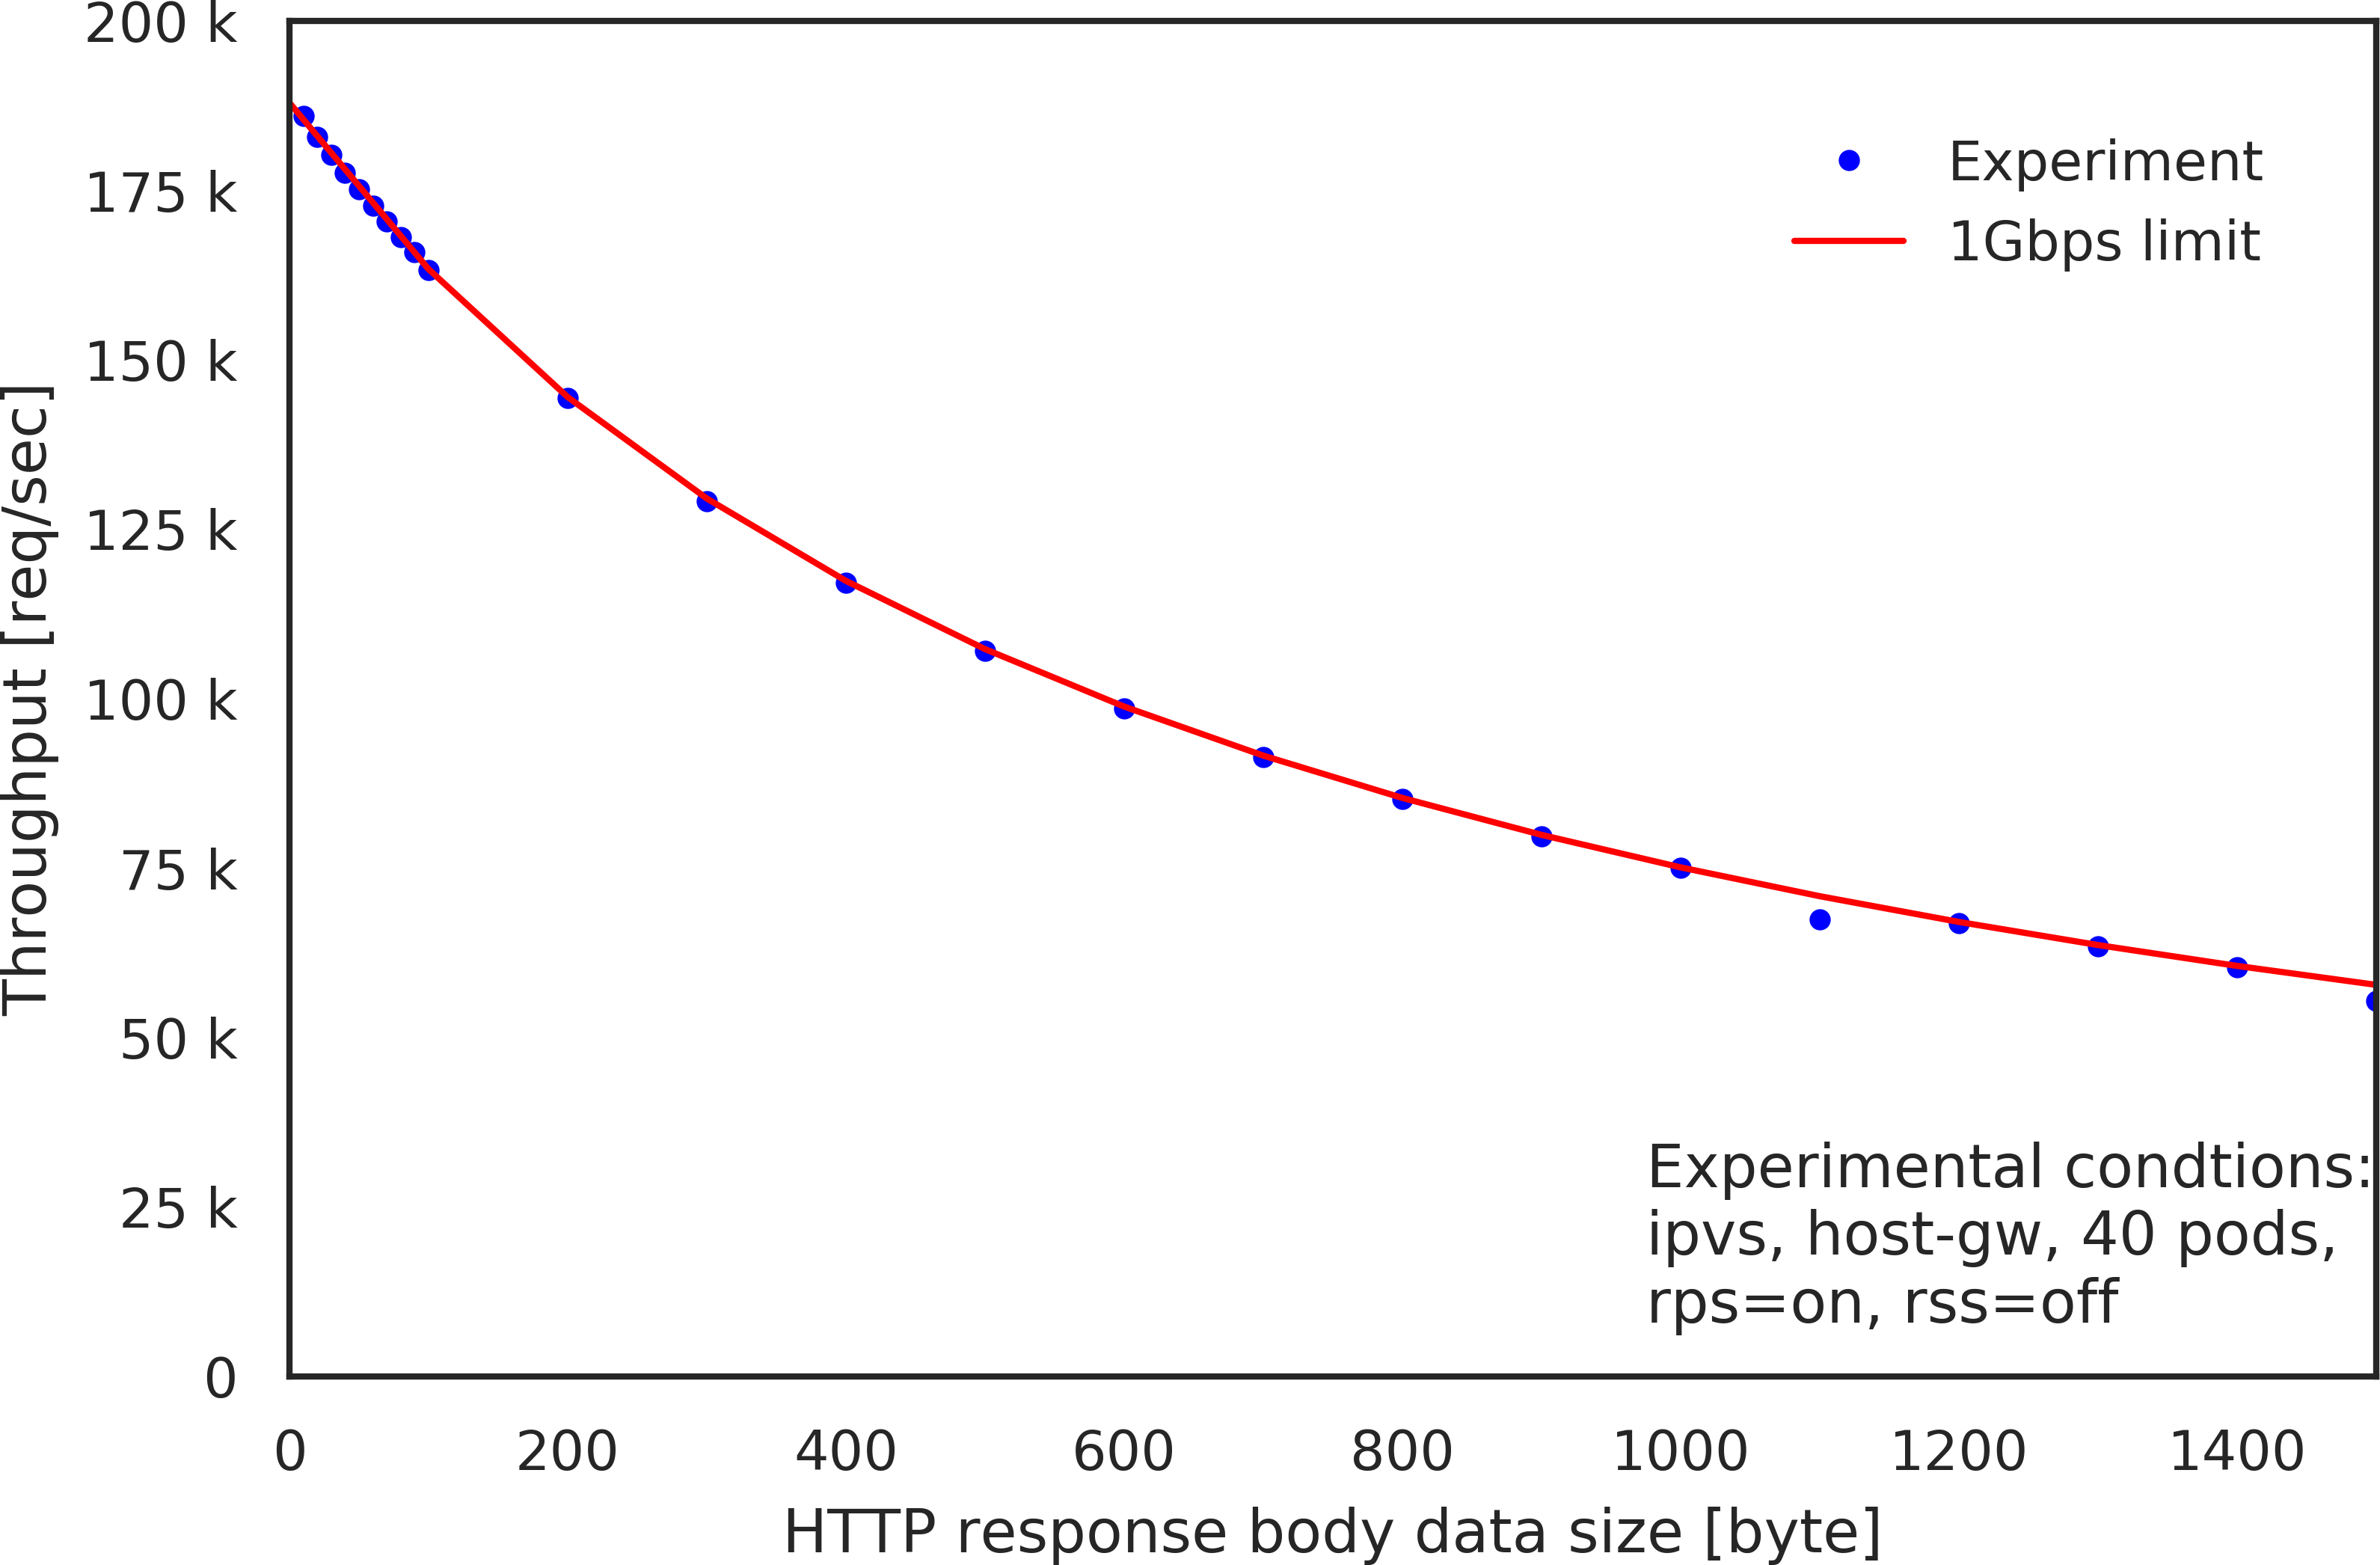 200 k
175 k
150 k
125 k
100 k
75 k
50 k
25 k
0
Throughput [req/sec]
Experiment
1Gbps limit
Experimental condtions:
ipvs, host-gw, 40 pods,
rps=on, rss=off
0 200 400 600 800 1000 1200 1400
HTTP response body data size [byte]